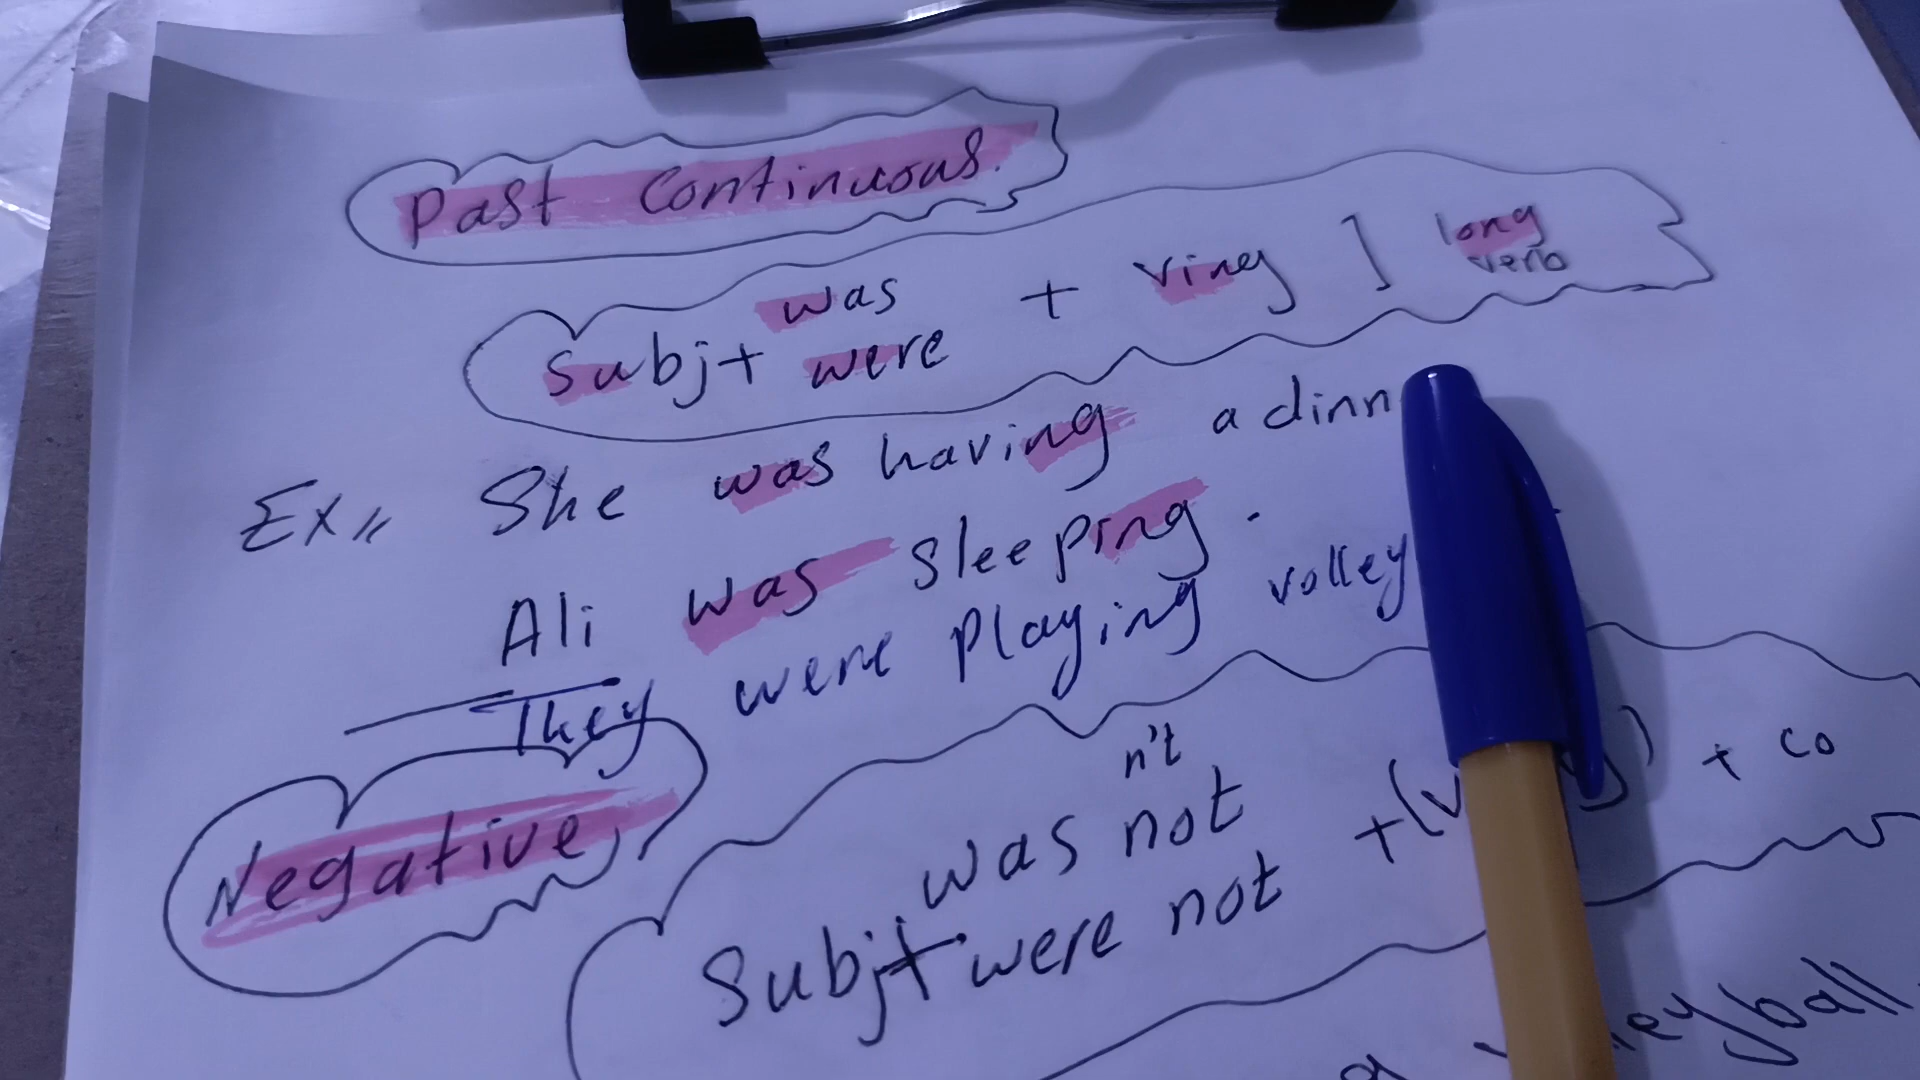 Past Continuous.
was
Subj+ were + Ving ] long verb
Ex,, She was having a dinn
Ali was sleeping.
They were Playing volley
Negative,
n't
was not
Subj+ were not +(v g) + co
eyball.